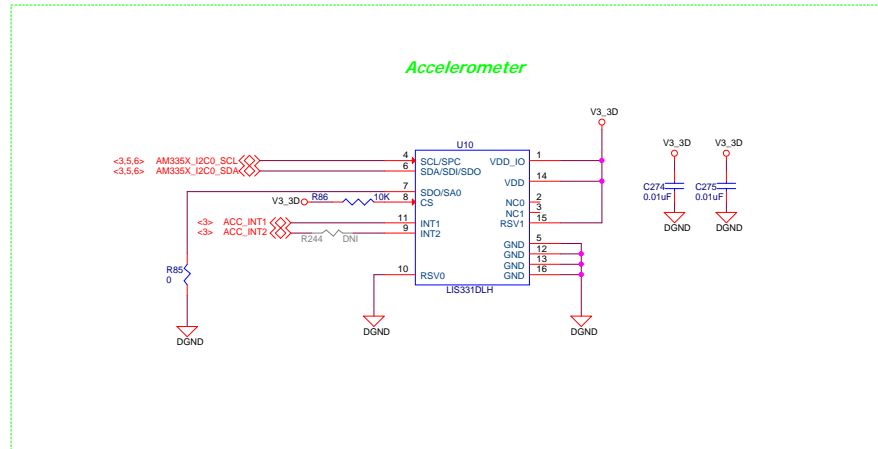 Accelerometer
V3_3D
U10
<3,5,6> AM335X_I2C0_SCL 4 SCL/SPC VDD_IO 1
<3,5,6> AM335X_I2C0_SDA 6 SDA/SDI/SDO
V3_3D V3_3D
7 SDO/SA0 VDD 14
V3_3D R86 10K 8 CS NC0 2
NC1 3
C274 0.01uF
C275 0.01uF
<3> ACC_INT1 11 INT1 RSV1 15
<3> ACC_INT2 R244 DNI 9 INT2
GND 5
GND 12
GND 13
GND 16
DGND DGND
R85
0
10 RSV0
LIS331DLH
DGND DGND DGND